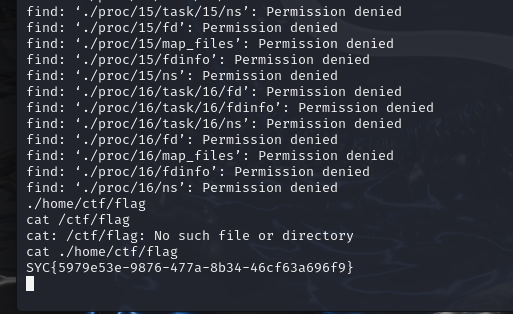 find: ‘./proc/15/task/15/ns’: Permission denied
find: ‘./proc/15/fd’: Permission denied
find: ‘./proc/15/map_files’: Permission denied
find: ‘./proc/15/fdinfo’: Permission denied
find: ‘./proc/15/ns’: Permission denied
find: ‘./proc/16/task/16/fd’: Permission denied
find: ‘./proc/16/task/16/fdinfo’: Permission denied
find: ‘./proc/16/task/16/ns’: Permission denied
find: ‘./proc/16/fd’: Permission denied
find: ‘./proc/16/map_files’: Permission denied
find: ‘./proc/16/fdinfo’: Permission denied
find: ‘./proc/16/ns’: Permission denied
./home/ctf/flag
cat /ctf/flag
cat: /ctf/flag: No such file or directory
cat ./home/ctf/flag
SYC{5979e53e-9876-477a-8b34-46cf63a696f9}